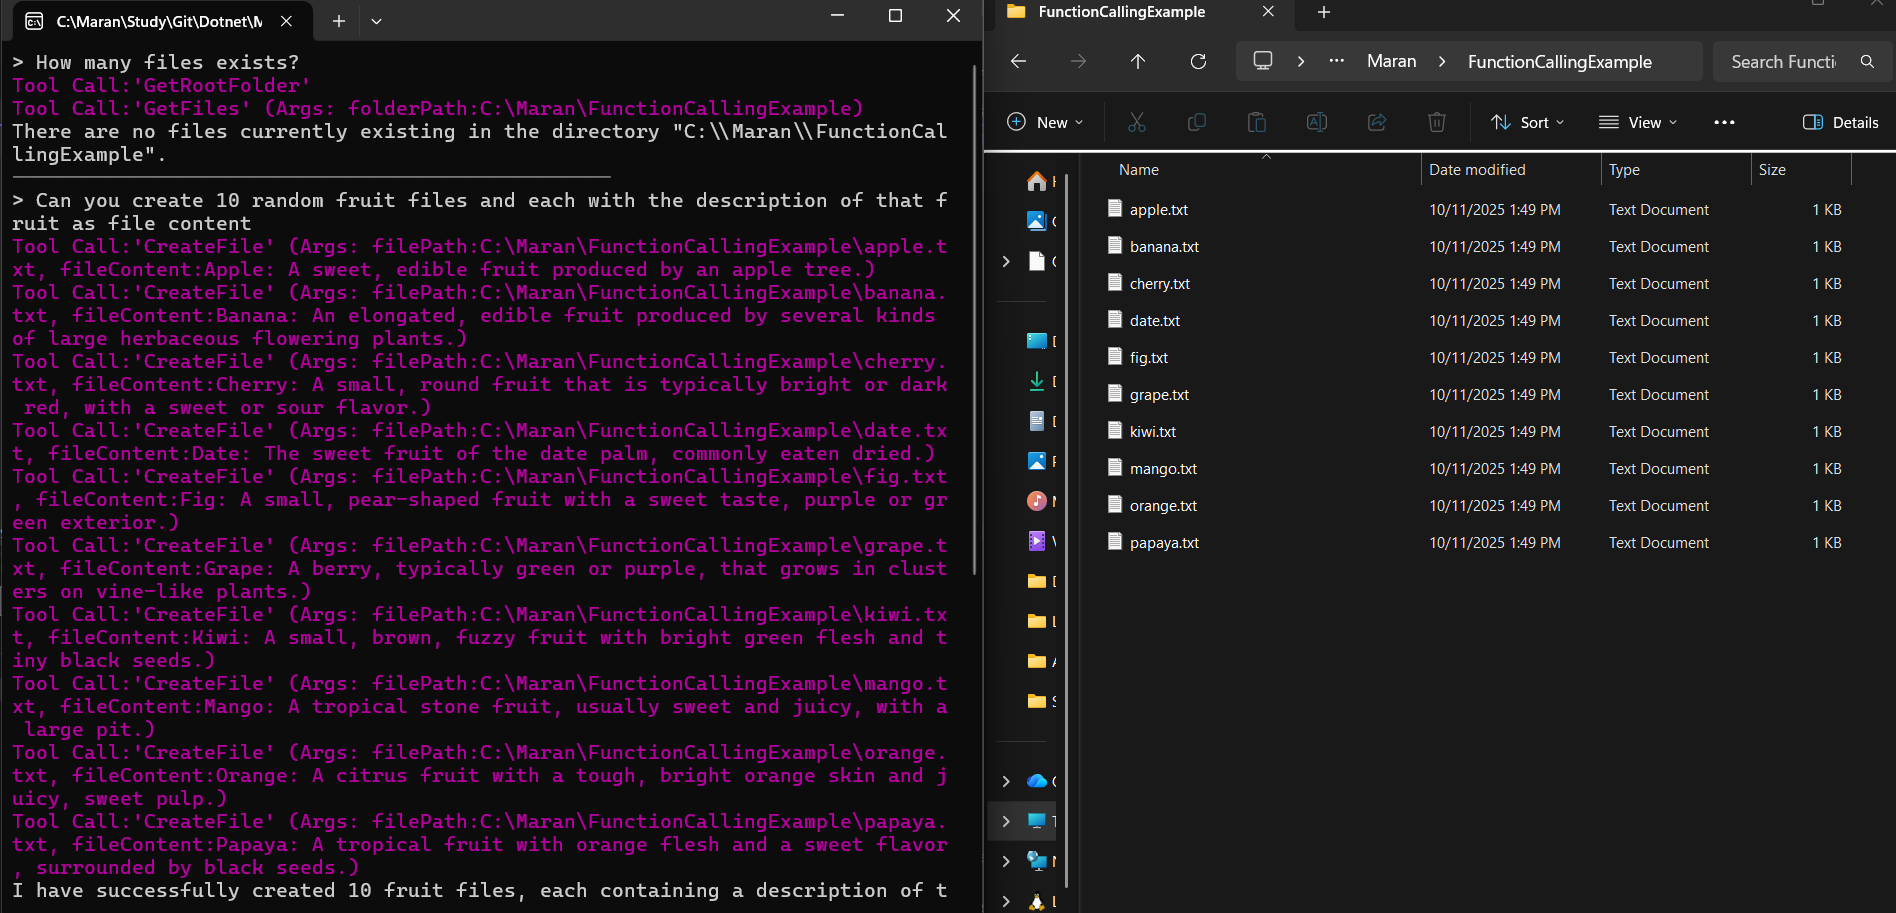 C:\Maran\Study\Git\Dotnet\M
> How many files exists?
Tool Call:'GetRootFolder'
Tool Call:'GetFiles' (Args: folderPath:C:\Maran\FunctionCallingExample)
There are no files currently existing in the directory "C:\\Maran\\FunctionCal
lingExample".
> Can you create 10 random fruit files and each with the description of that f
ruit as file content
Tool Call:'CreateFile' (Args: filePath:C:\Maran\FunctionCallingExample\apple.t
xt, fileContent:Apple: A sweet, edible fruit produced by an apple tree.)
Tool Call:'CreateFile' (Args: filePath:C:\Maran\FunctionCallingExample\banana.
txt, fileContent:Banana: An elongated, edible fruit produced by several kinds
of large herbaceous flowering plants.)
Tool Call:'CreateFile' (Args: filePath:C:\Maran\FunctionCallingExample\cherry.
txt, fileContent:Cherry: A small, round fruit that is typically bright or dark
red, with a sweet or sour flavor.)
Tool Call:'CreateFile' (Args: filePath:C:\Maran\FunctionCallingExample\date.tx
t, fileContent:Date: The sweet fruit of the date palm, commonly eaten dried.)
Tool Call:'CreateFile' (Args: filePath:C:\Maran\FunctionCallingExample\fig.txt
, fileContent:Fig: A small, pear-shaped fruit with a sweet taste, purple or gr
een exterior.)
Tool Call:'CreateFile' (Args: filePath:C:\Maran\FunctionCallingExample\grape.t
xt, fileContent:Grape: A berry, typically green or purple, that grows in clust
ers on vine-like plants.)
Tool Call:'CreateFile' (Args: filePath:C:\Maran\FunctionCallingExample\kiwi.tx
t, fileContent:Kiwi: A small, brown, fuzzy fruit with bright green flesh and t
iny black seeds.)
Tool Call:'CreateFile' (Args: filePath:C:\Maran\FunctionCallingExample\mango.t
xt, fileContent:Mango: A tropical stone fruit, usually sweet and juicy, with a
large pit.)
Tool Call:'CreateFile' (Args: filePath:C:\Maran\FunctionCallingExample\orange.
txt, fileContent:Orange: A citrus fruit with a tough, bright orange skin and j
uicy, sweet pulp.)
Tool Call:'CreateFile' (Args: filePath:C:\Maran\FunctionCallingExample\papaya.
txt, fileContent:Papaya: A tropical fruit with orange flesh and a sweet flavor
, surrounded by black seeds.)
I have successfully created 10 fruit files, each containing a description of t
FunctionCallingExample
Maran > FunctionCallingExample
Search Functi
New Sort View Details
Name Date modified Type Size
apple.txt 10/11/2025 1:49 PM Text Document 1 KB
banana.txt 10/11/2025 1:49 PM Text Document 1 KB
cherry.txt 10/11/2025 1:49 PM Text Document 1 KB
date.txt 10/11/2025 1:49 PM Text Document 1 KB
fig.txt 10/11/2025 1:49 PM Text Document 1 KB
grape.txt 10/11/2025 1:49 PM Text Document 1 KB
kiwi.txt 10/11/2025 1:49 PM Text Document 1 KB
mango.txt 10/11/2025 1:49 PM Text Document 1 KB
orange.txt 10/11/2025 1:49 PM Text Document 1 KB
papaya.txt 10/11/2025 1:49 PM Text Document 1 KB